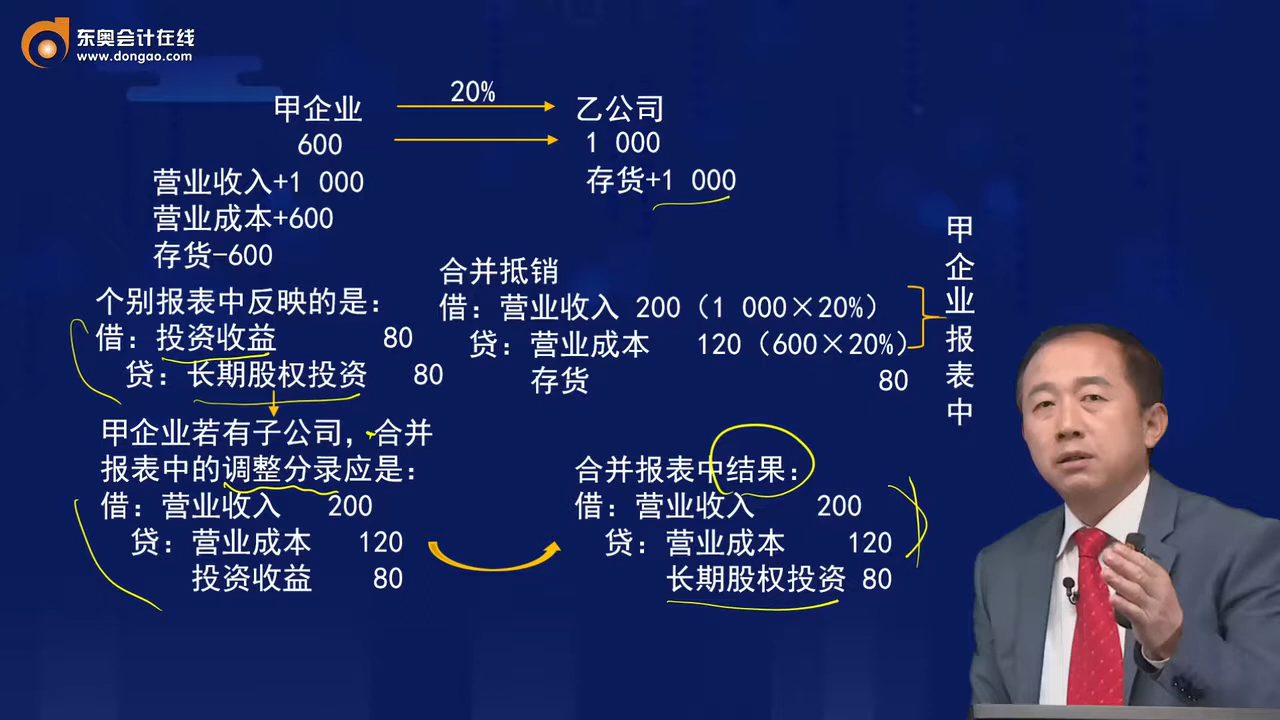 东奥会计在线
www.dongao.com
甲企业
20%
乙公司
600
1 000
营业收入+1 000
存货+1 000
营业成本+600
存货-600
个别报表中反映的是：
借：投资收益 80
贷：长期股权投资 80
合并抵销
借：营业收入 200（1 000×20%）
贷：营业成本 120（600×20%）
存货 80
甲企业报表中
甲企业若有子公司，合并
报表中的调整分录应是：
借：营业收入 200
贷：营业成本 120
投资收益 80
合并报表中结果：
借：营业收入 200
贷：营业成本 120
长期股权投资 80